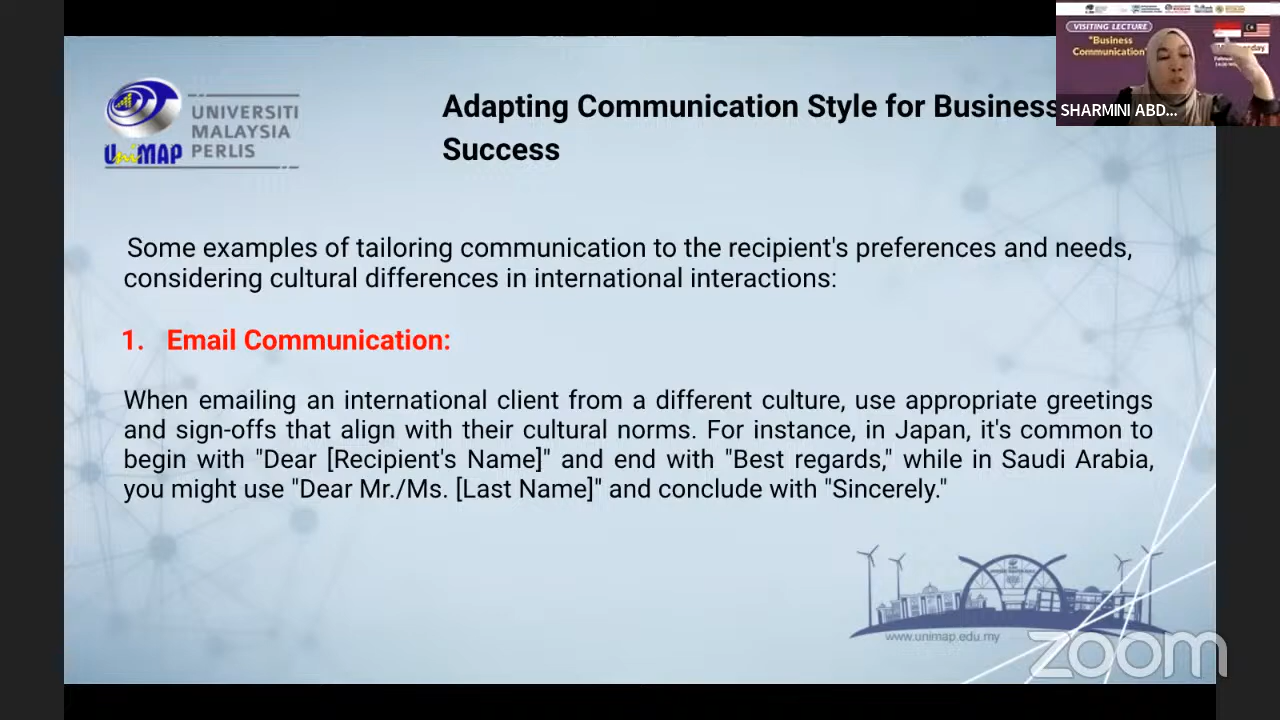 UNIVERSITI
MALAYSIA
PERLIS
UniMAP
Adapting Communication Style for Business
Success
VISITING LECTURE
"Business
Communication"
SHARMINI ABD...
Some examples of tailoring communication to the recipient's preferences and needs,
considering cultural differences in international interactions:
1. Email Communication:
When emailing an international client from a different culture, use appropriate greetings
and sign-offs that align with their cultural norms. For instance, in Japan, it's common to
begin with "Dear [Recipient's Name]" and end with "Best regards," while in Saudi Arabia,
you might use "Dear Mr./Ms. [Last Name]" and conclude with "Sincerely."
www.unimap.edu.my
zoom